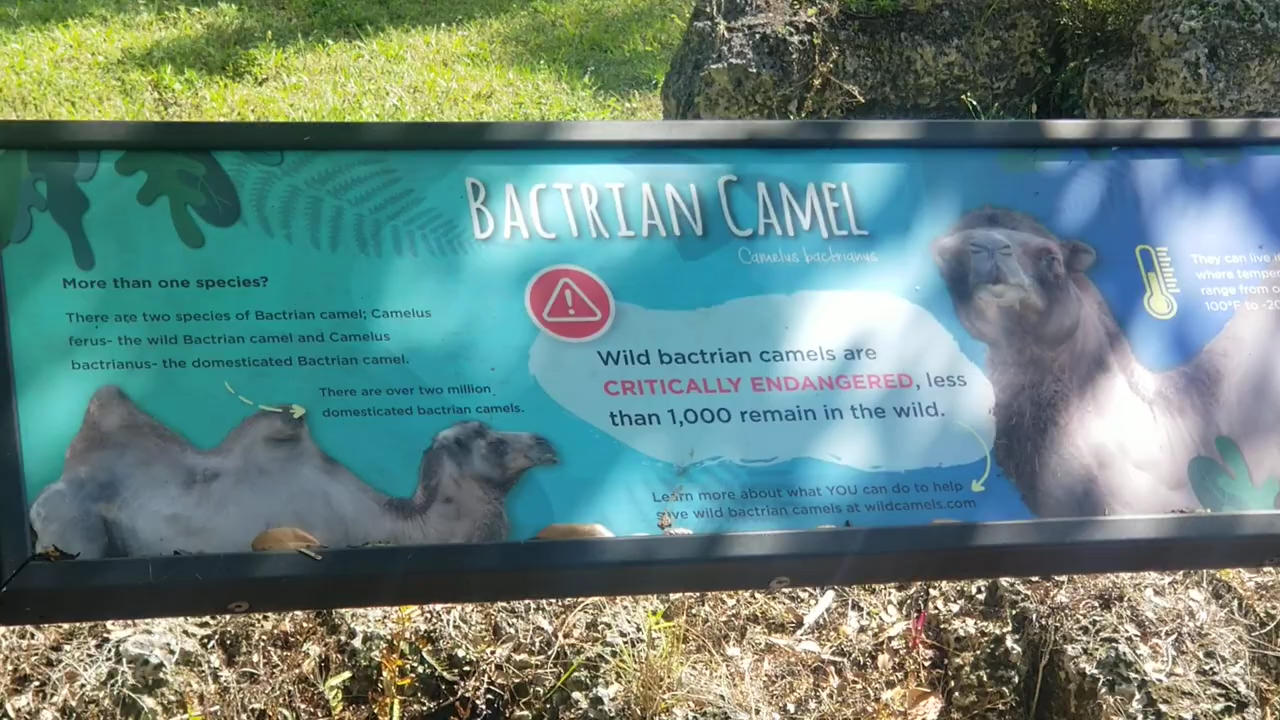 BACTRIAN CAMEL
Camelus bactrianus
More than one species?
There are two species of Bactrian camel; Camelus
ferus- the wild Bactrian camel and Camelus
bactrianus- the domesticated Bactrian camel.
There are over two million
domesticated bactrian camels.
Wild bactrian camels are
CRITICALLY ENDANGERED, less
than 1,000 remain in the wild.
Learn more about what YOU can do to help
save wild bactrian camels at wildcamels.com
They can live
where
range from
100°F to